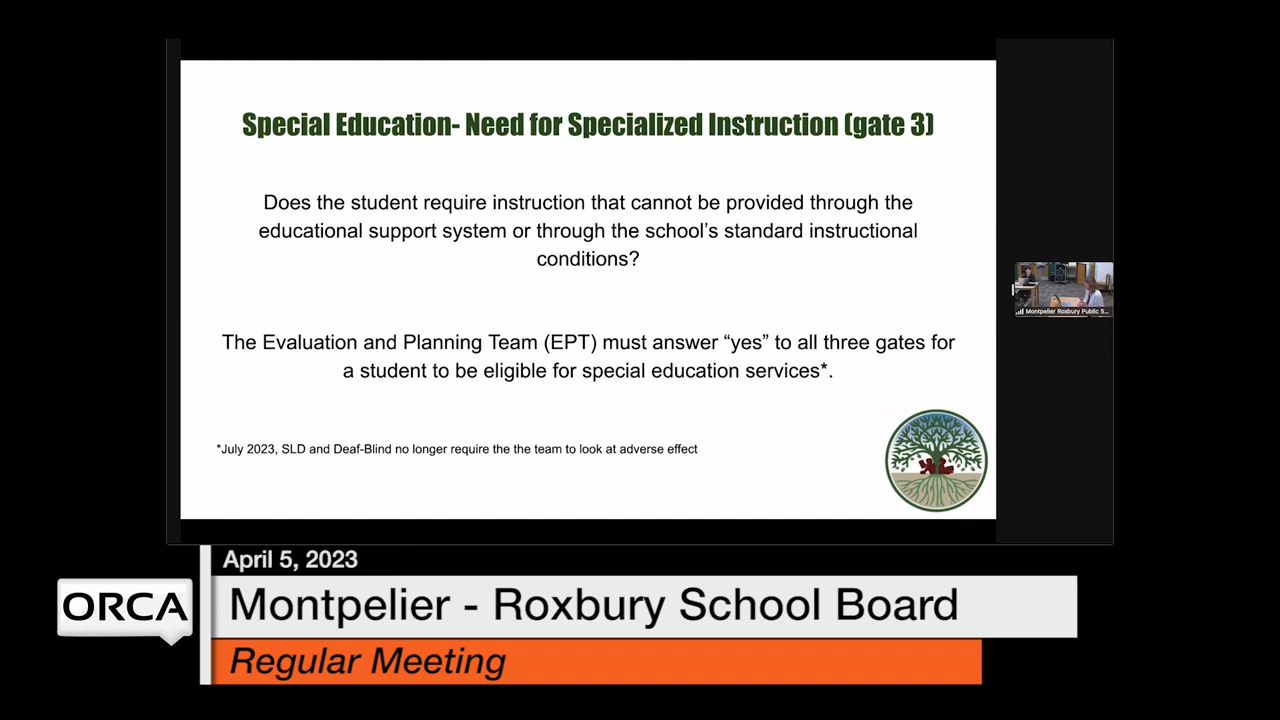 Special Education- Need for Specialized Instruction (gate 3)
Does the student require instruction that cannot be provided through the
educational support system or through the school’s standard instructional
conditions?
The Evaluation and Planning Team (EPT) must answer “yes” to all three gates for
a student to be eligible for special education services*.
*July 2023, SLD and Deaf-Blind no longer require the the team to look at adverse effect
Montpelier Roxbury Public S...
April 5, 2023
ORCA
Montpelier - Roxbury School Board
Regular Meeting